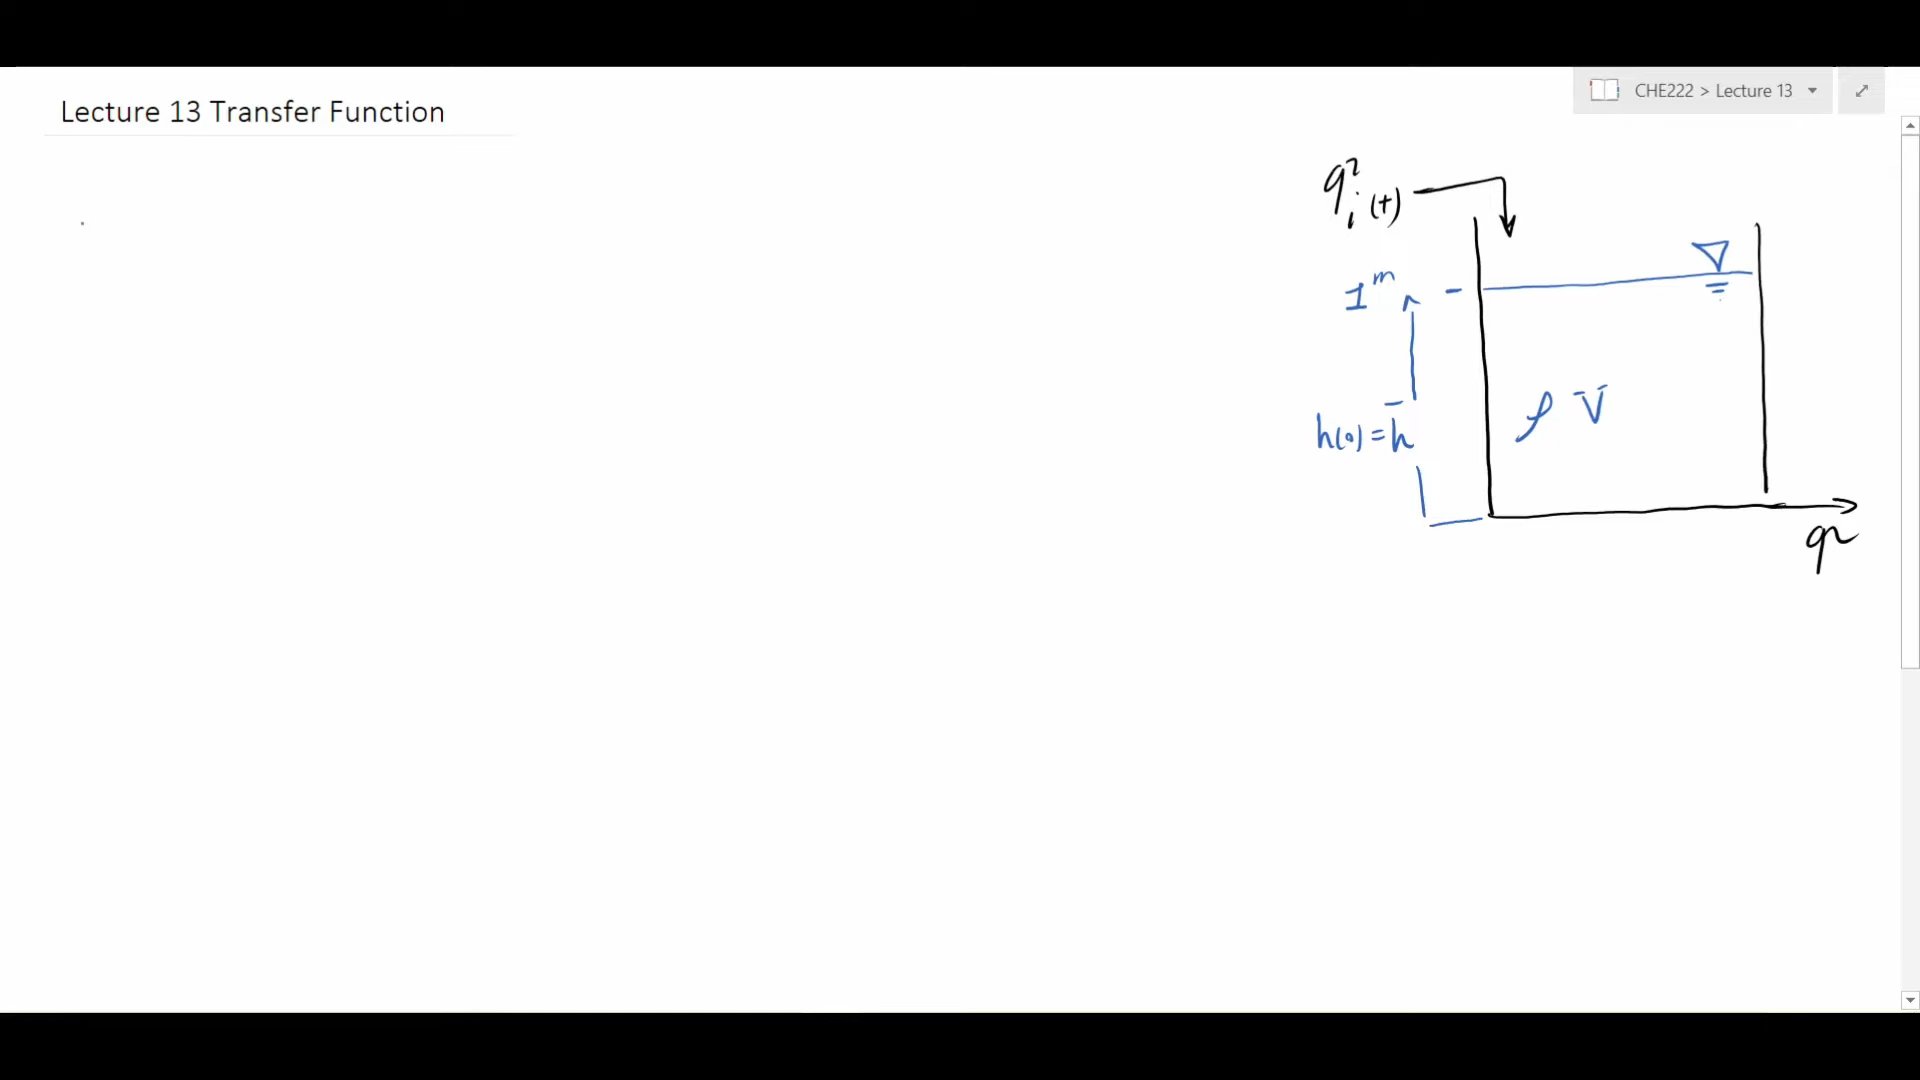 Lecture 13 Transfer Function
CHE222 > Lecture 13
qi(t)
1m
h(0) = h̄
ρ V̄
q